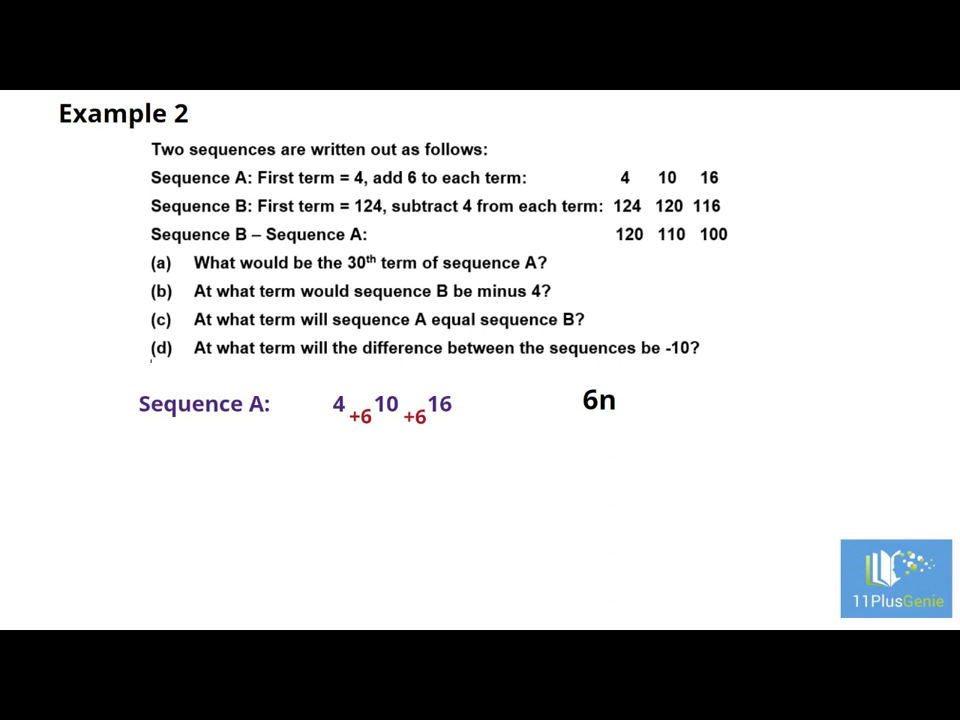 Example 2
Two sequences are written out as follows:
Sequence A: First term = 4, add 6 to each term: 4 10 16
Sequence B: First term = 124, subtract 4 from each term: 124 120 116
Sequence B – Sequence A: 120 110 100
(a) What would be the 30th term of sequence A?
(b) At what term would sequence B be minus 4?
(c) At what term will sequence A equal sequence B?
(d) At what term will the difference between the sequences be -10?
Sequence A: 4 +6 10 +6 16 6n
11PlusGenie